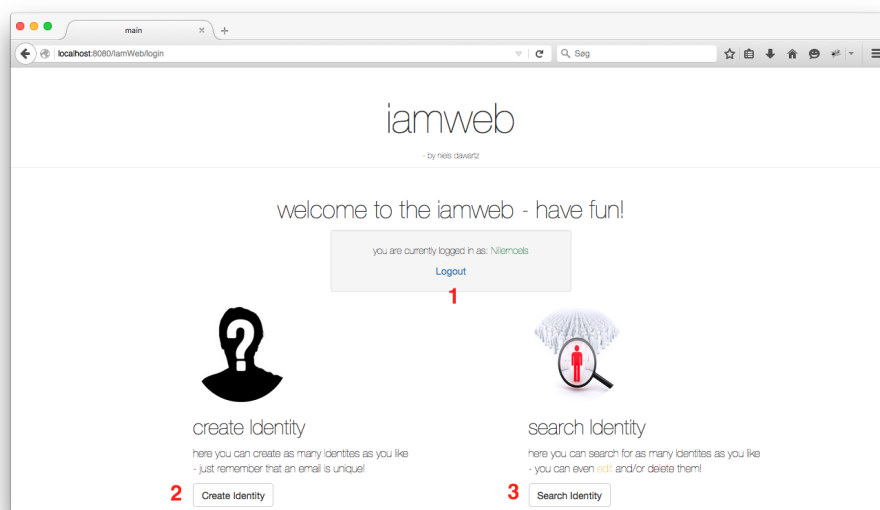 main
localhost:8080/IamWeb/login
Søg
iamweb
- by niels dawartz
welcome to the iamweb - have fun!
you are currently logged in as: Nilernoels
Logout
1
?
create Identity
here you can create as many identites as you like
- just remember that an email is unique!
2
Create Identity
search Identity
here you can search for as many identites as you like
- you can even edit and/or delete them!
3
Search Identity